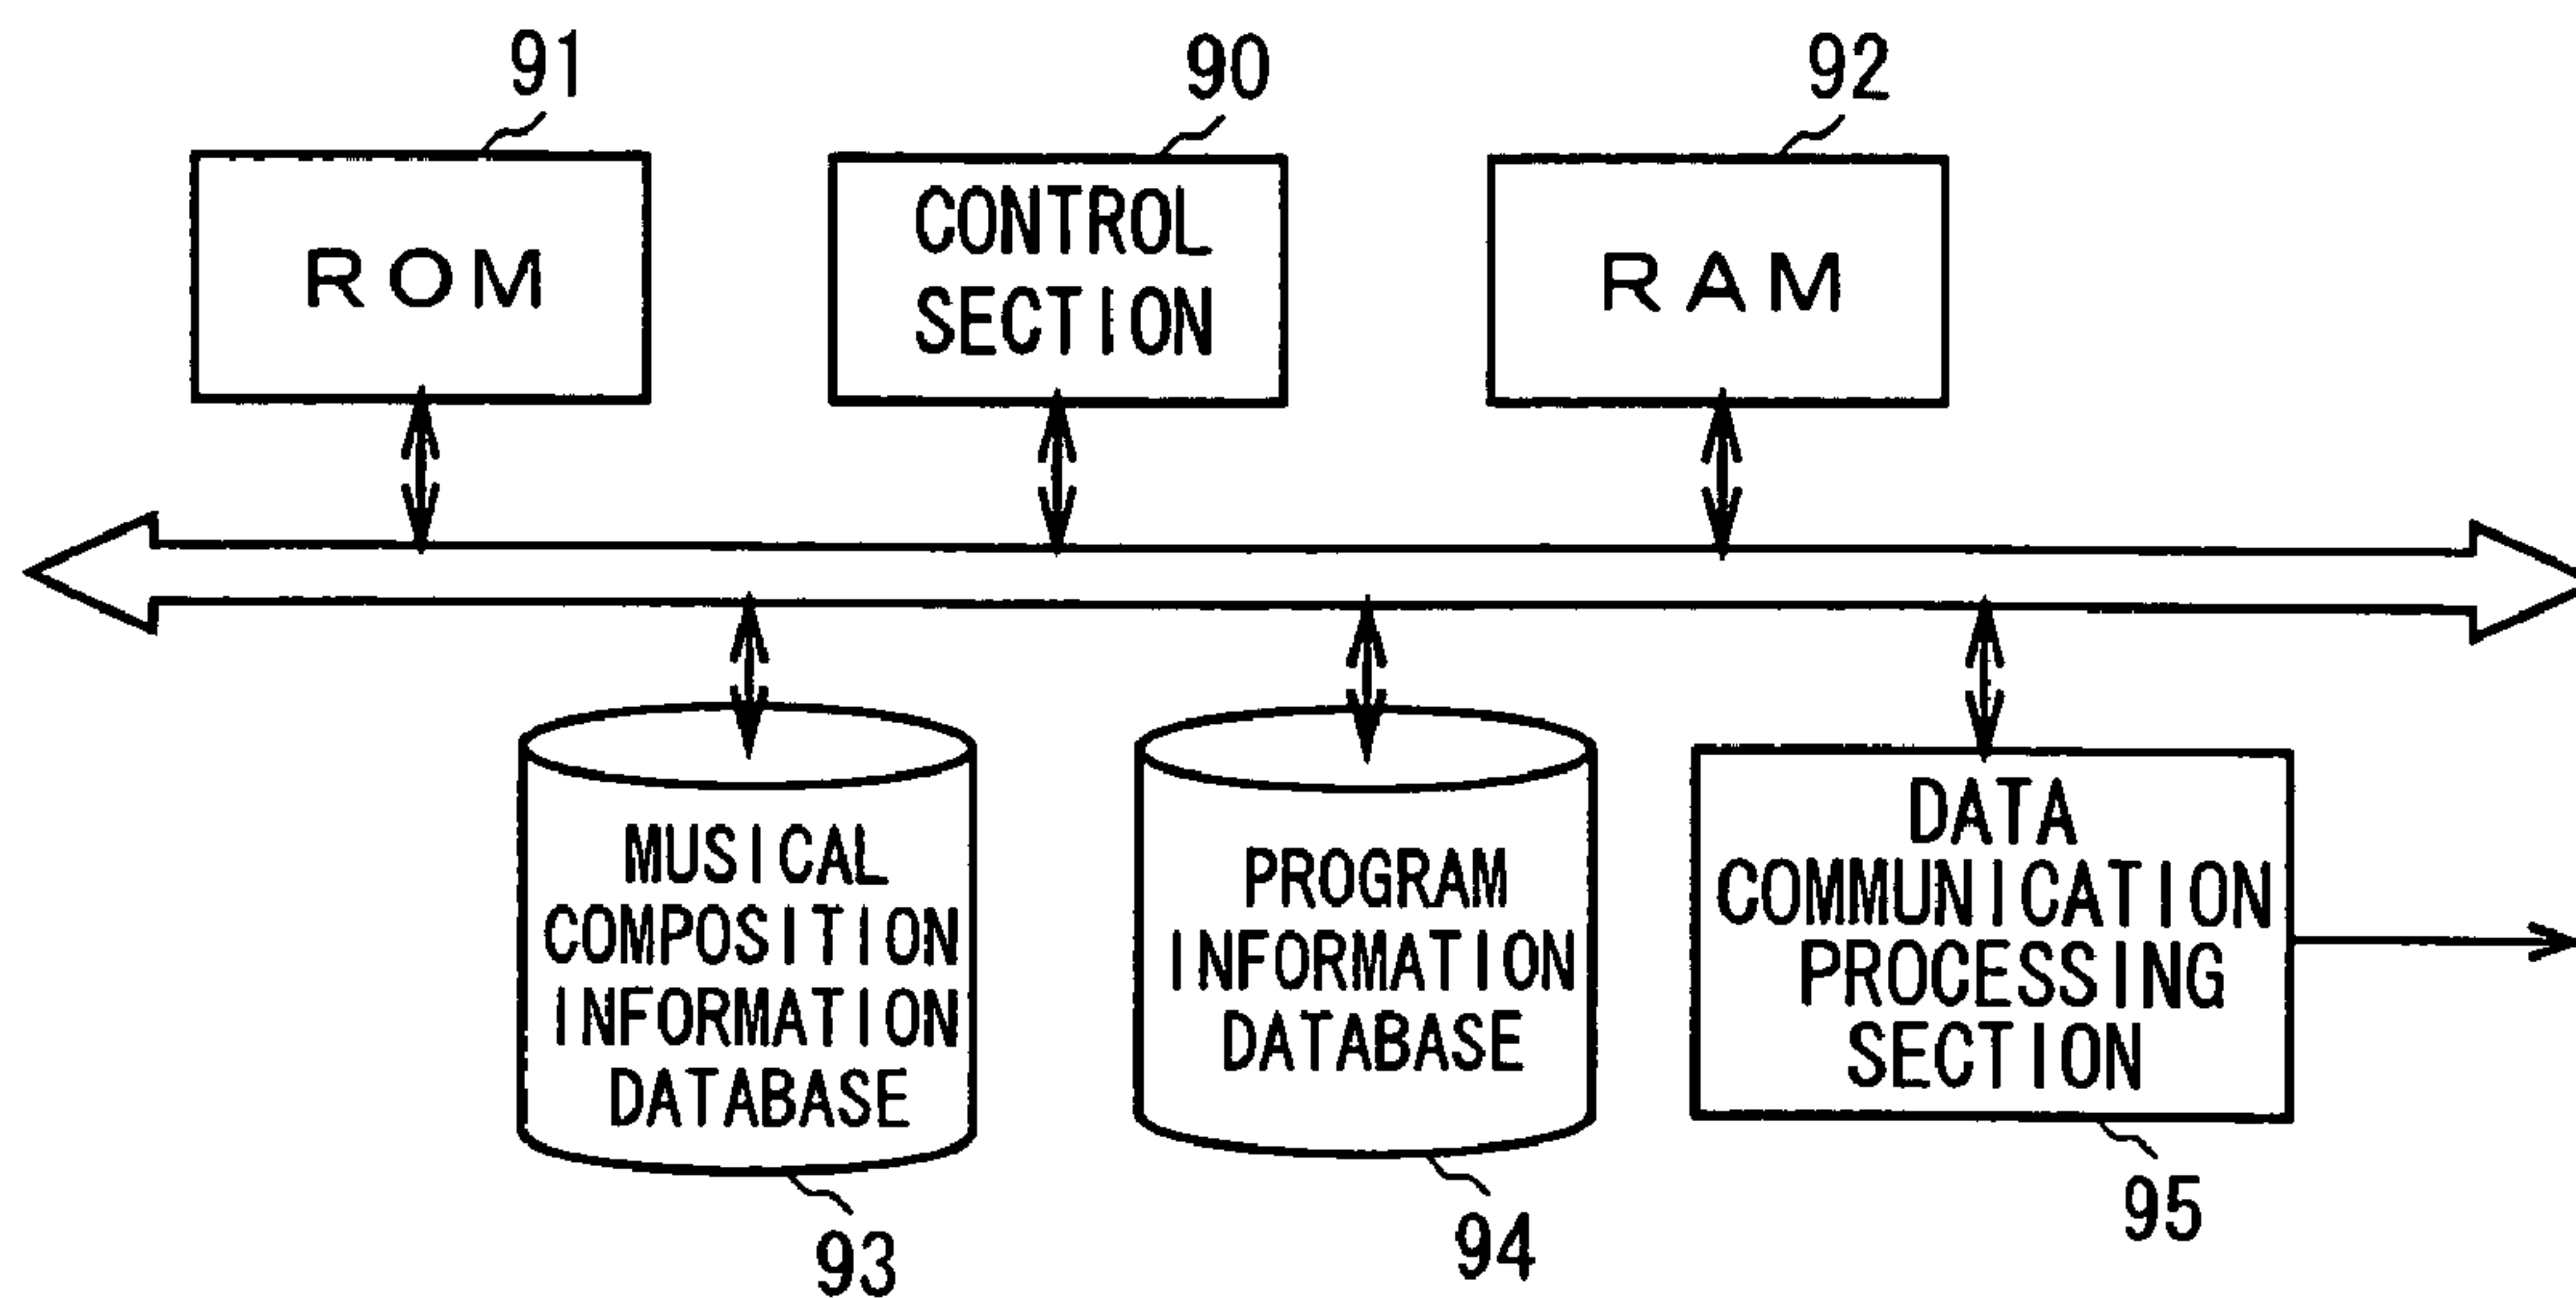 91
90
92
ROM
CONTROL
SECTION
RAM
MUSICAL
COMPOSITION
INFORMATION
DATABASE
PROGRAM
INFORMATION
DATABASE
DATA
COMMUNICATION
PROCESSING
SECTION
93
94
95